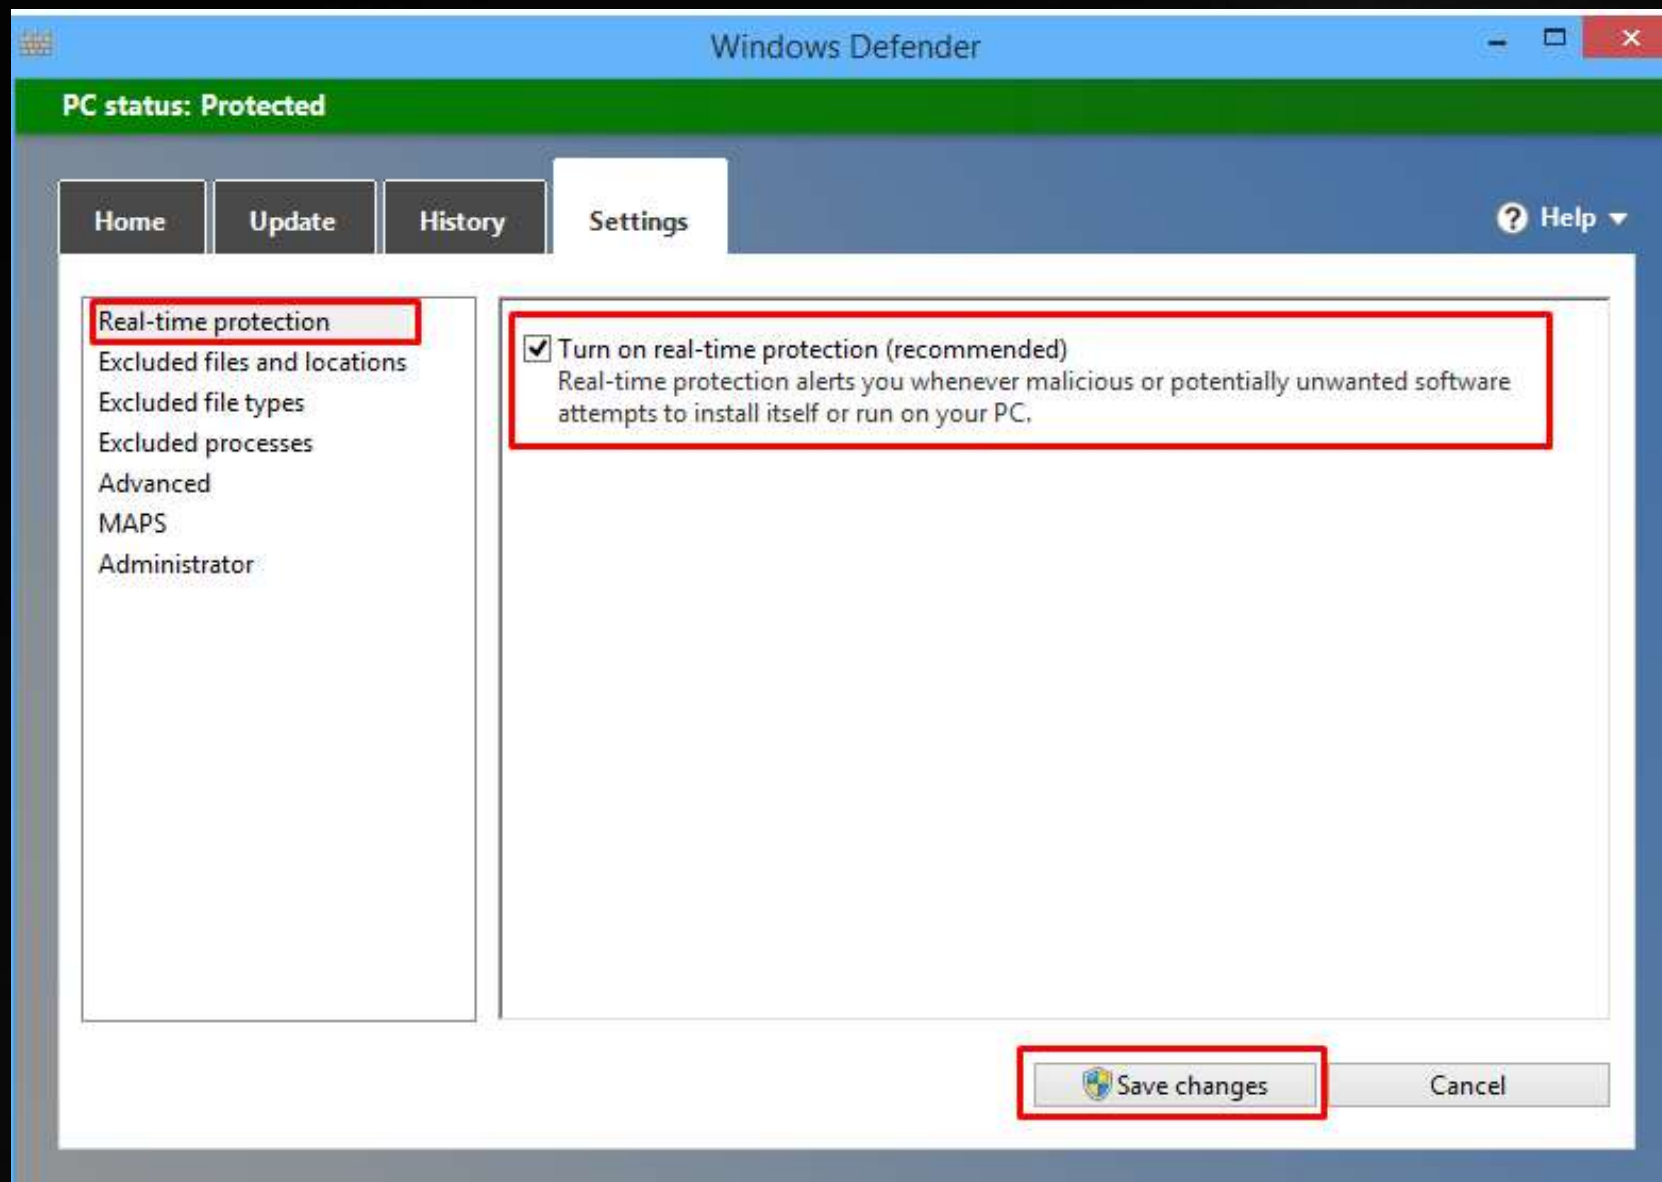 Windows Defender
PC status: Protected
Home
Update
History
Settings
Help
Real-time protection
Excluded files and locations
Excluded file types
Excluded processes
Advanced
MAPS
Administrator
Turn on real-time protection (recommended)
Real-time protection alerts you whenever malicious or potentially unwanted software
attempts to install itself or run on your PC.
Save changes
Cancel